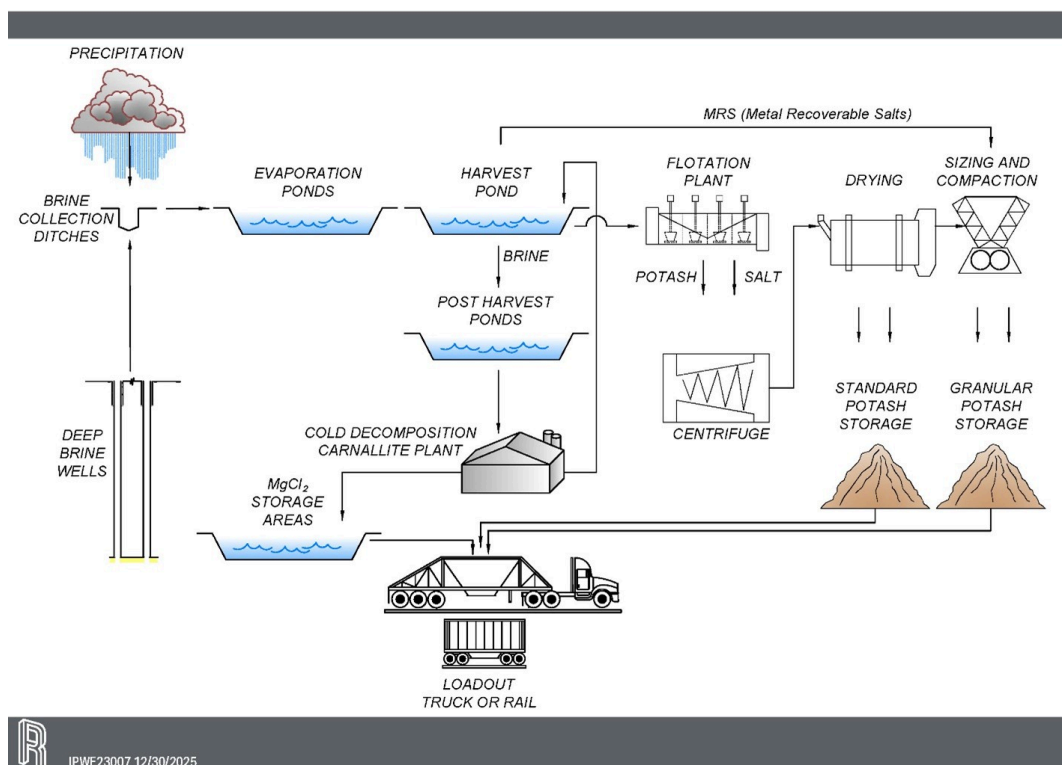 PRECIPITATION
MRS (Metal Recoverable Salts)
EVAPORATION
PONDS
HARVEST
POND
FLOTATION
PLANT
DRYING
SIZING AND
COMPACTION
BRINE
COLLECTION
DITCHES
BRINE
POTASH
SALT
POST HARVEST
PONDS
DEEP
BRINE
WELLS
COLD DECOMPOSITION
CARNALLITE PLANT
CENTRIFUGE
STANDARD
POTASH
STORAGE
GRANULAR
POTASH
STORAGE
MgCl₂
STORAGE
AREAS
LOADOUT
TRUCK OR RAIL
IPWE23007 12/30/2025